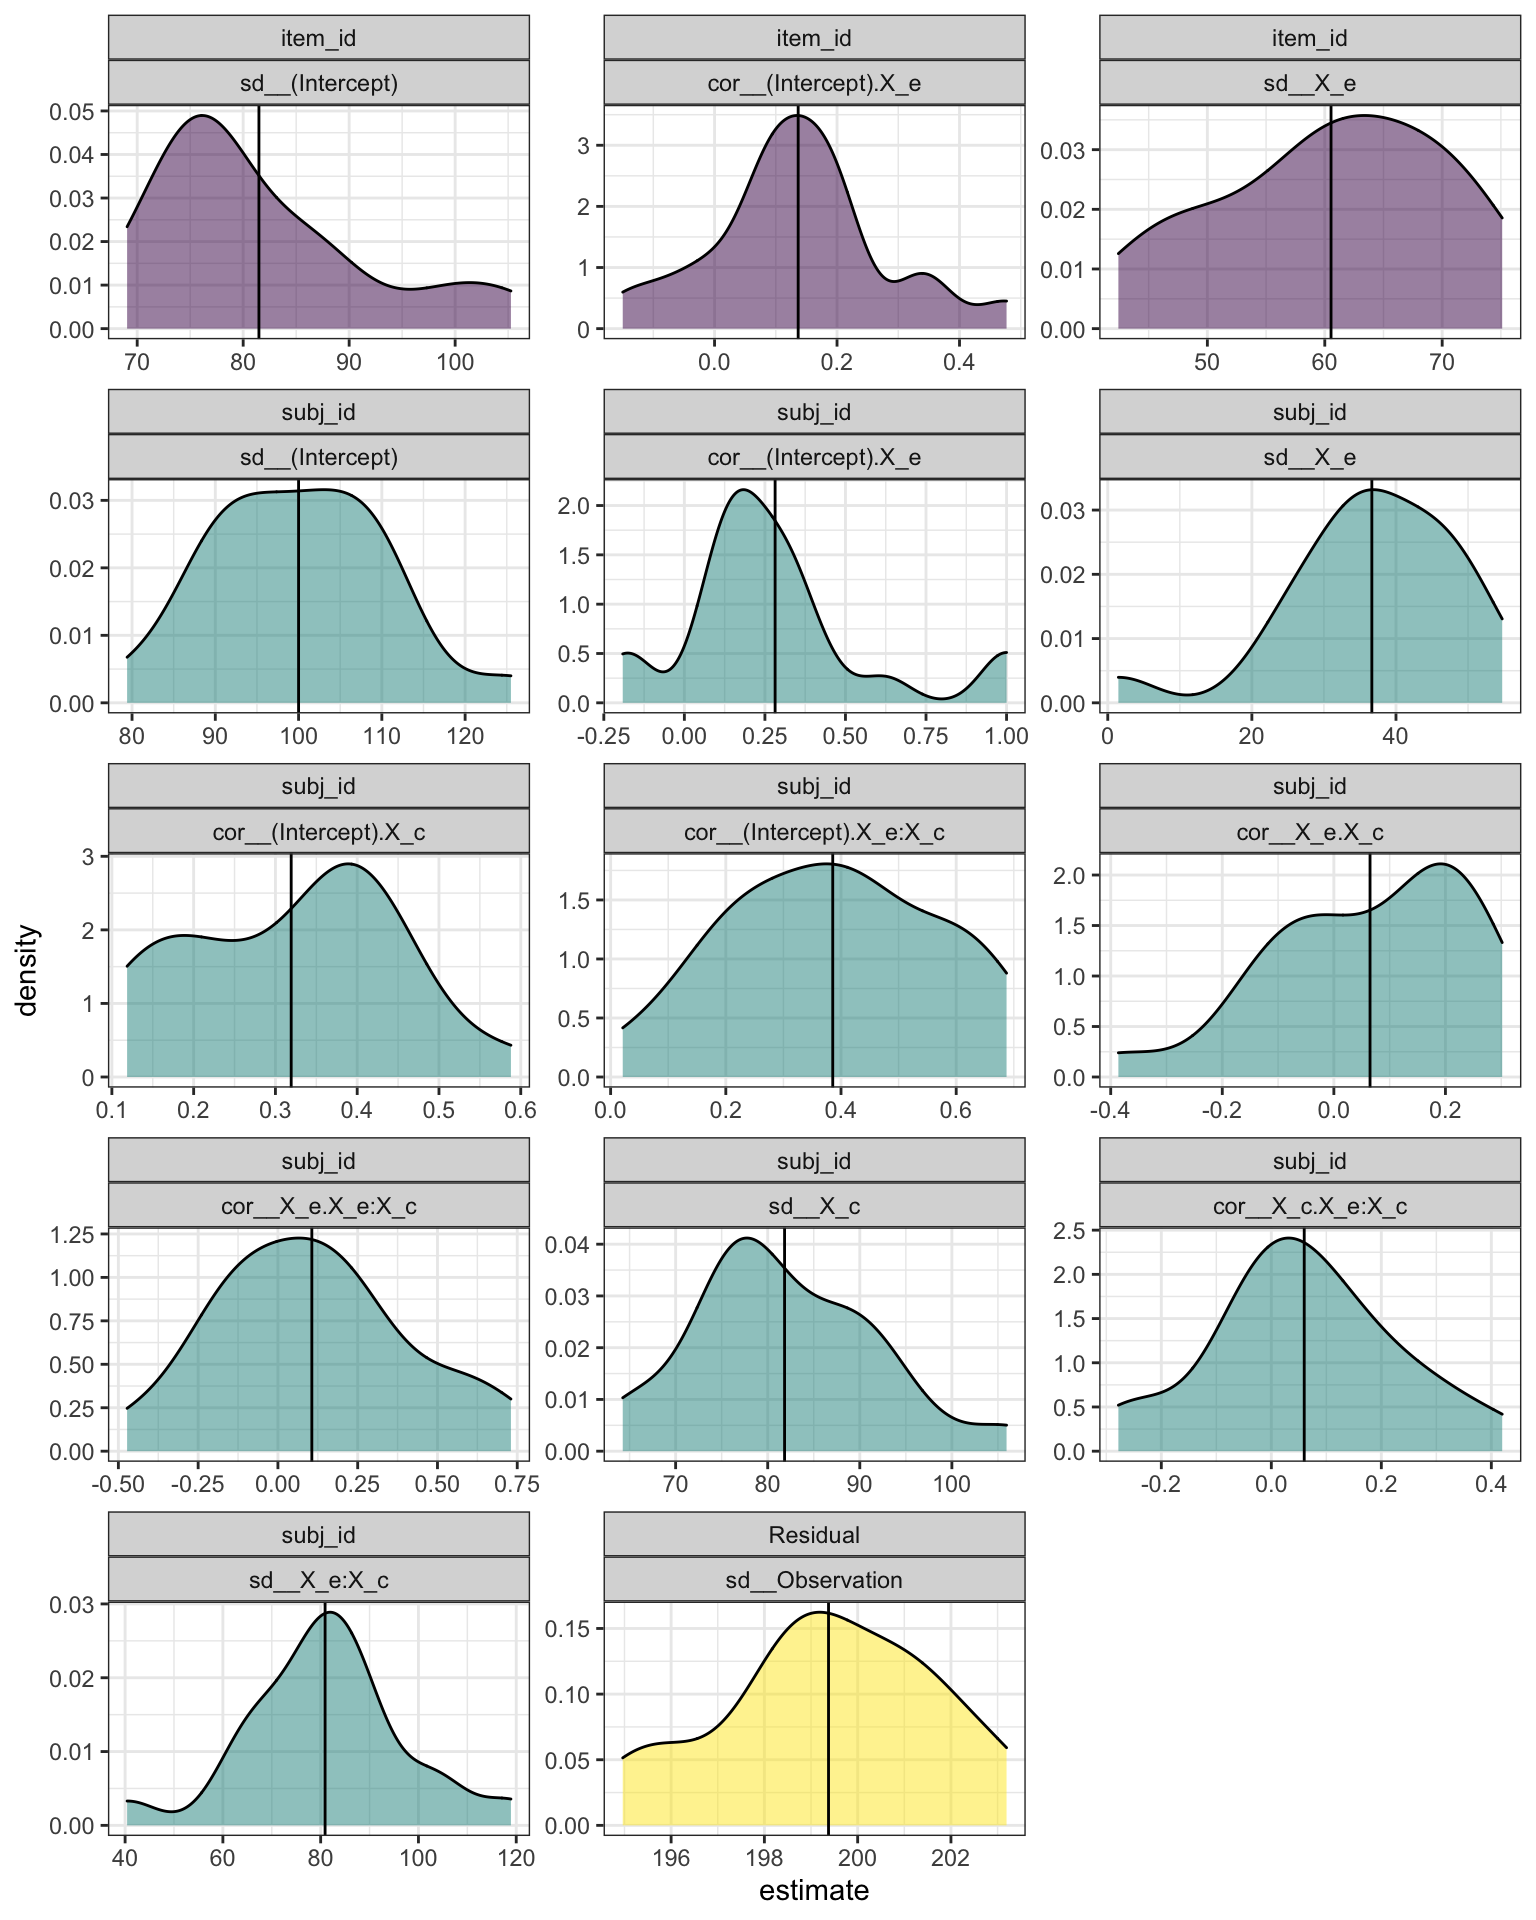 item_id
sd__(Intercept)
0.05
0.04
0.03
0.02
0.01
0.00
70 80 90 100
item_id
cor__(Intercept).X_e
3
2
1
0
0.0 0.2 0.4
item_id
sd__X_e
0.03
0.02
0.01
0.00
50 60 70
subj_id
sd__(Intercept)
0.03
0.02
0.01
0.00
80 90 100 110 120
subj_id
cor__(Intercept).X_e
2.0
1.5
1.0
0.5
0.0
-0.25 0.00 0.25 0.50 0.75 1.00
subj_id
sd__X_e
0.03
0.02
0.01
0.00
0 20 40
subj_id
cor__(Intercept).X_c
3
2
1
0
0.1 0.2 0.3 0.4 0.5 0.6
subj_id
cor__(Intercept).X_e:X_c
1.5
1.0
0.5
0.0
0.0 0.2 0.4 0.6
subj_id
cor__X_e.X_c
2.0
1.5
1.0
0.5
0.0
-0.4 -0.2 0.0 0.2
subj_id
cor__X_e.X_e:X_c
1.25
1.00
0.75
0.50
0.25
0.00
-0.50 -0.25 0.00 0.25 0.50 0.75
subj_id
sd__X_c
0.04
0.03
0.02
0.01
0.00
70 80 90 100
subj_id
cor__X_c.X_e:X_c
2.5
2.0
1.5
1.0
0.5
0.0
-0.2 0.0 0.2 0.4
subj_id
sd__X_e:X_c
0.03
0.02
0.01
0.00
40 60 80 100 120
Residual
sd__Observation
0.15
0.10
0.05
0.00
196 198 200 202
density
estimate